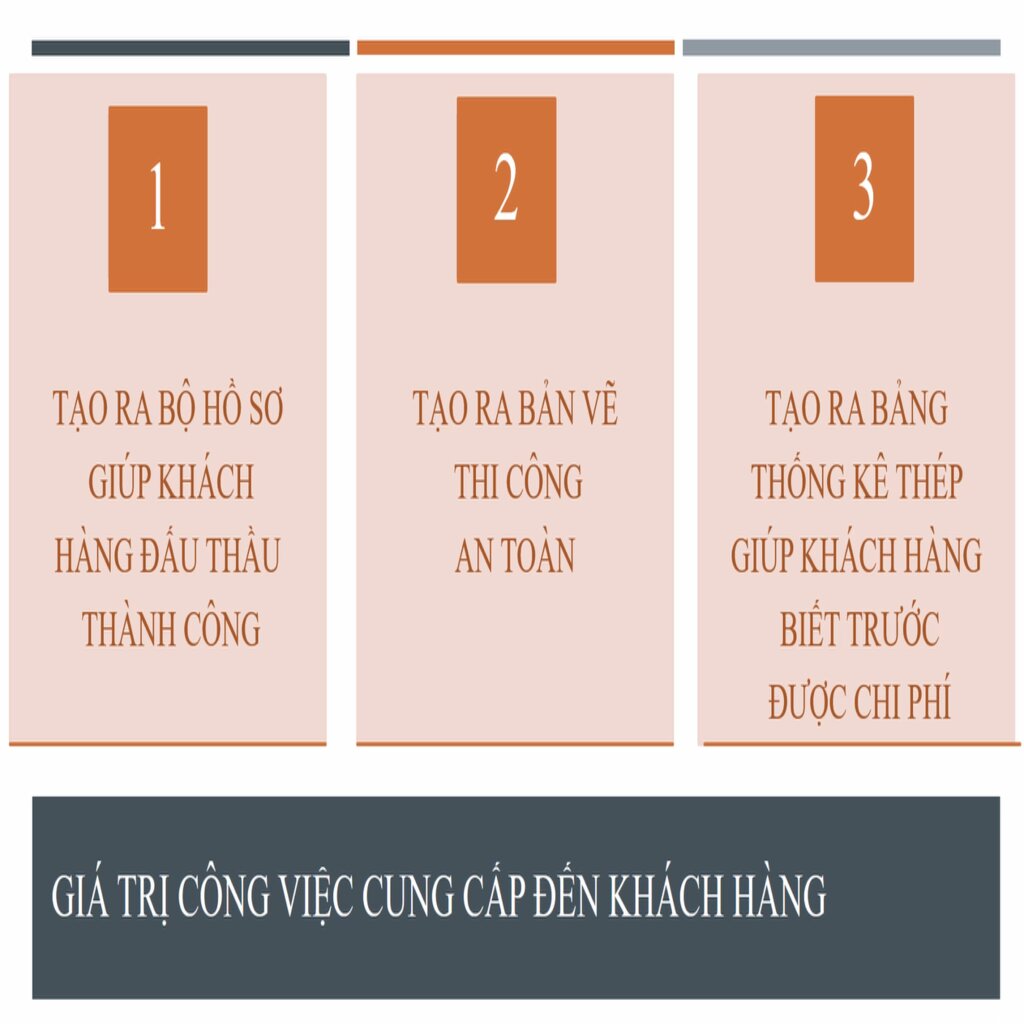 1
TẠO RA BỘ HỒ SƠ
GIÚP KHÁCH
HÀNG ĐẤU THẦU
THÀNH CÔNG
2
TẠO RA BẢN VẼ
THI CÔNG
AN TOÀN
3
TẠO RA BẢNG
THỐNG KÊ THÉP
GIÚP KHÁCH HÀNG
BIẾT TRƯỚC
ĐƯỢC CHI PHÍ
GIÁ TRỊ CÔNG VIỆC CUNG CẤP ĐẾN KHÁCH HÀNG